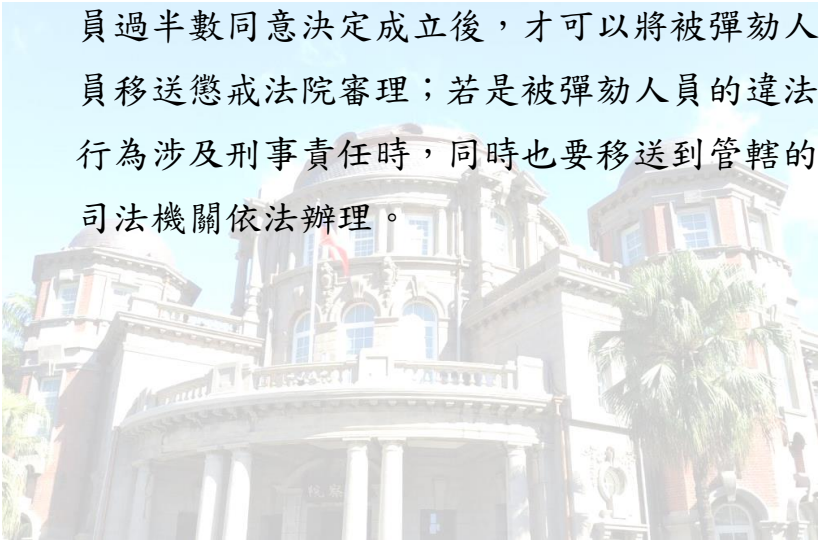 員過半數同意決定成立後，才可以將被彈劾人
員移送懲戒法院審理；若是被彈劾人員的違法
行為涉及刑事責任時，同時也要移送到管轄的
司法機關依法辦理。